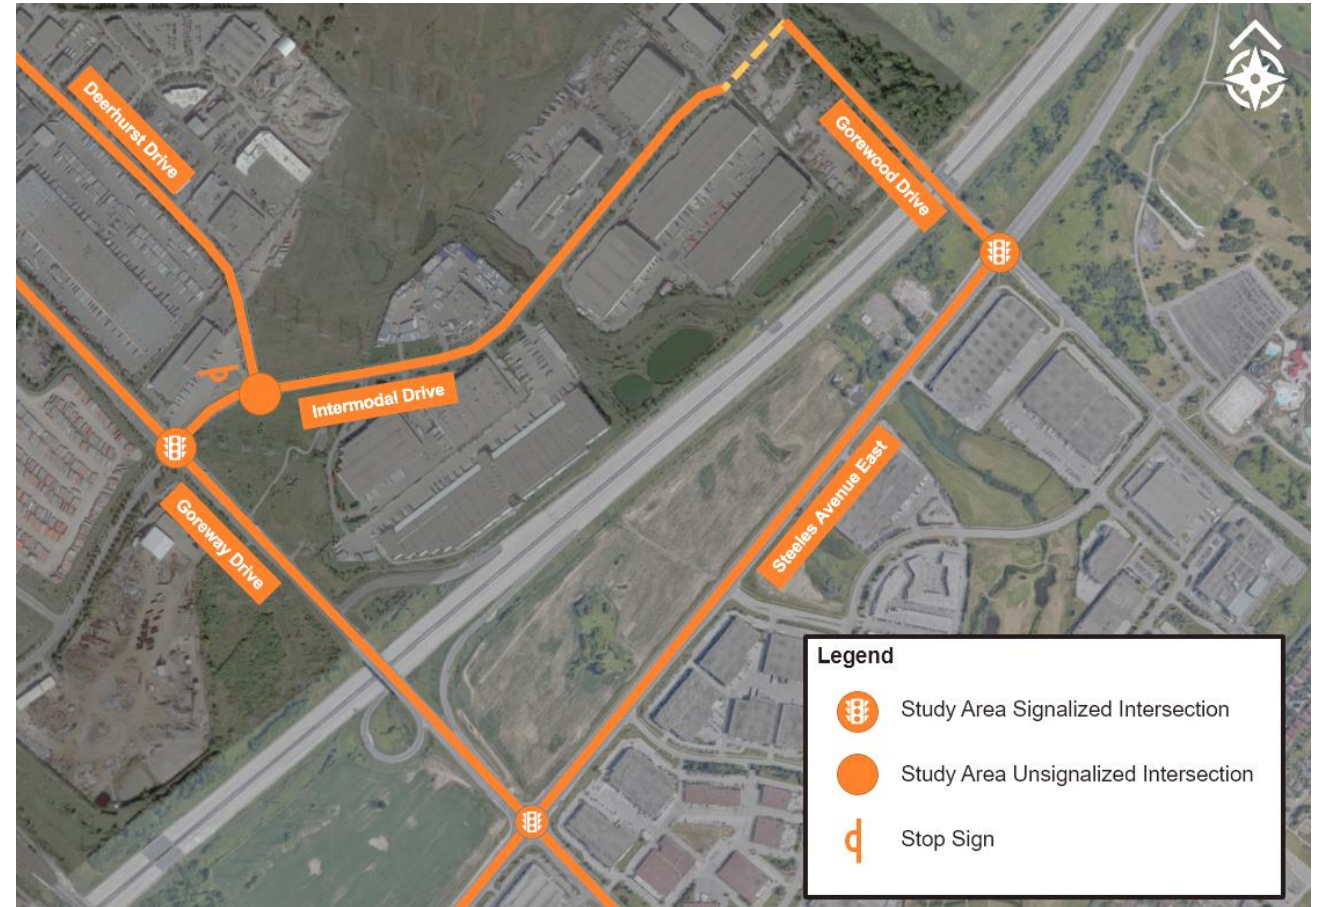 Deerhurst Drive
Gorewood Drive
Intermodal Drive
Goreway Drive
Steeles Avenue East
Legend
Study Area Signalized Intersection
Study Area Unsignalized Intersection
Stop Sign